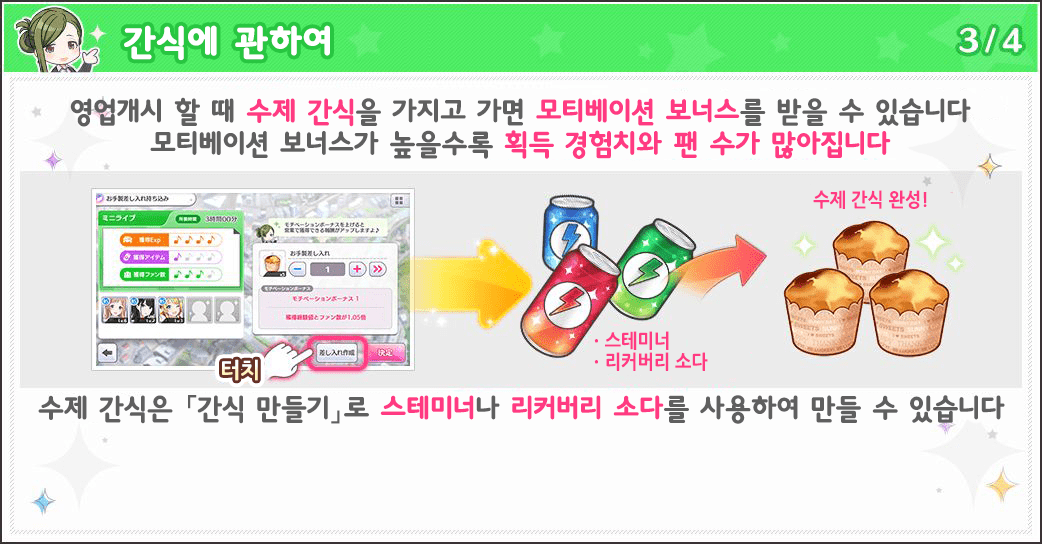 간식에 관하여
3/4
영업개시 할 때 수제 간식을 가지고 가면 모티베이션 보너스를 받을 수 있습니다
모티베이션 보너스가 높을수록 획득 경험치와 팬 수가 많아집니다
お手製差し入れ持ち込み
ミニライブ
所要時間
3時間00分
獲得Exp
獲得アイテム
獲得ファン数
モチベーションボーナスを上げると
営業で獲得できる報酬がアップしますよ♪
お手製差し入れ
1
モチベーションボーナス
モチベーションボーナス 1
獲得経験値とファン数が1.05倍
差し入れ作成
決定
터치
· 스테미너
· 리커버리 소다
수제 간식 완성!
수제 간식은 「간식 만들기」로 스테미너나 리커버리 소다를 사용하여 만들 수 있습니다